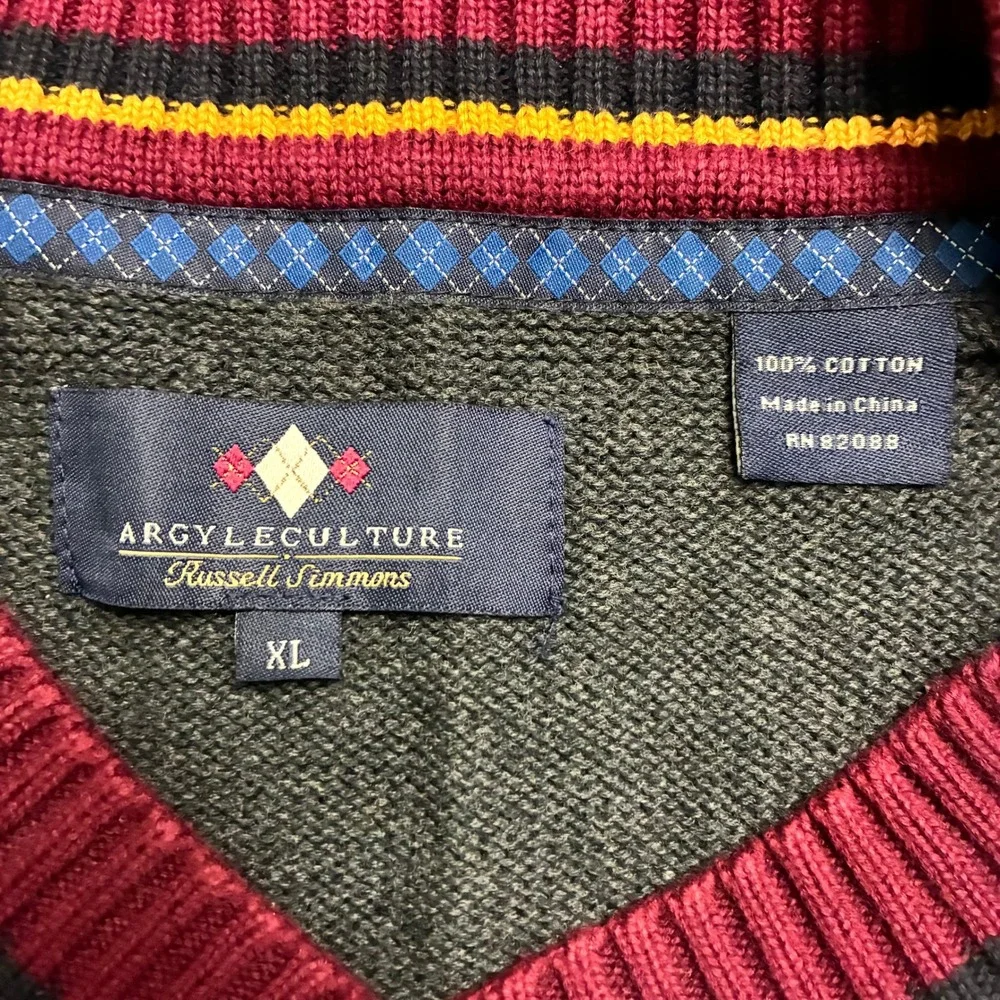 100% COTTON
Made in China
RN 82088
ARGYLECULTURE
Russell Simmons
XL